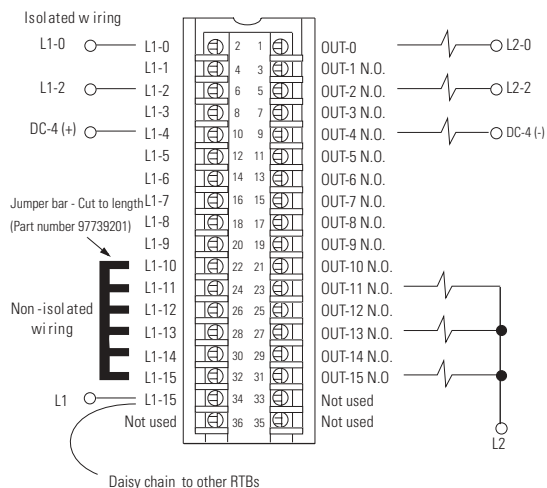 Isolated wiring
L1-0 L1-0 2 1 OUT-0 L2-0
L1-1 4 3 OUT-1 N.O.
L1-2 L1-2 6 5 OUT-2 N.O. L2-2
L1-3 8 7 OUT-3 N.O.
DC-4 (+) L1-4 10 9 OUT-4 N.O. DC-4 (-)
L1-5 12 11 OUT-5 N.O.
L1-6 14 13 OUT-6 N.O.
Jumper bar - Cut to length
(Part number 97739201)
L1-7 16 15 OUT-7 N.O.
L1-8 18 17 OUT-8 N.O.
L1-9 20 19 OUT-9 N.O.
L1-10 22 21 OUT-10 N.O.
L1-11 24 23 OUT-11 N.O.
Non-isolated
wiring
L1-12 26 25 OUT-12 N.O.
L1-13 28 27 OUT-13 N.O.
L1-14 30 29 OUT-14 N.O.
L1-15 32 31 OUT-15 N.O
L1 L1-15 34 33 Not used
Not used 36 35 Not used
L2
Daisy chain to other RTBs